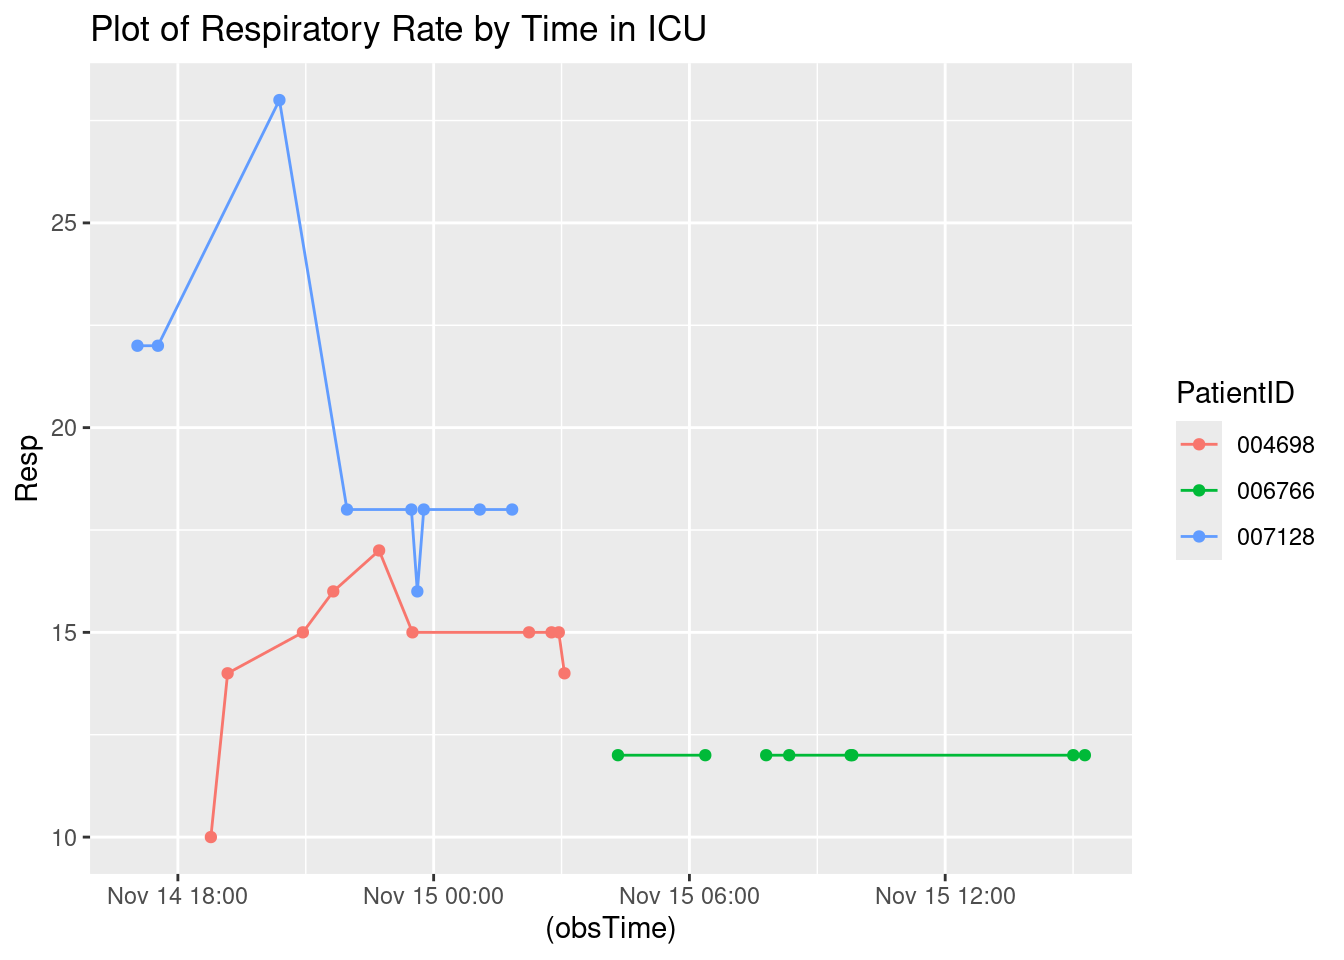 Plot of Respiratory Rate by Time in ICU
25
20
15
10
Resp
Nov 14 18:00
Nov 15 00:00
Nov 15 06:00
Nov 15 12:00
(obsTime)
PatientID
004698
006766
007128